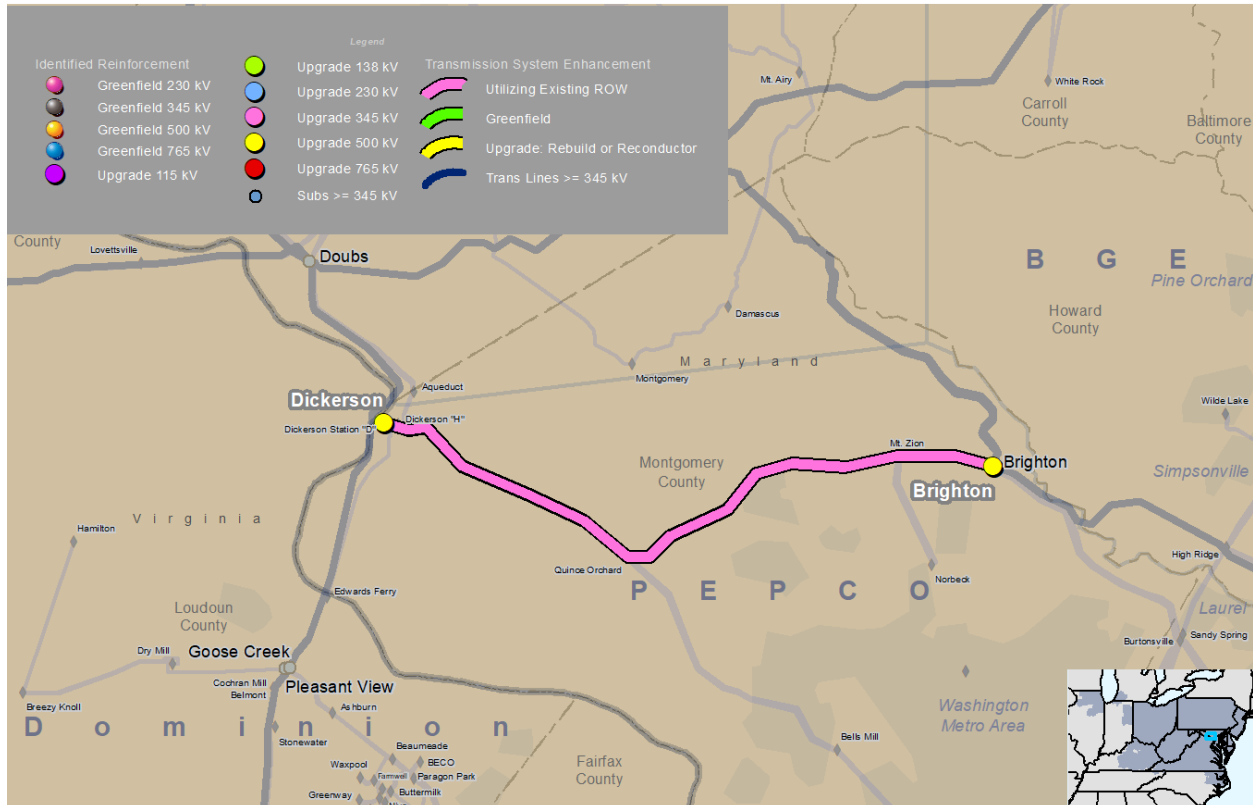 Legend
Identified Reinforcement
Greenfield 230 kV
Greenfield 345 kV
Greenfield 500 kV
Greenfield 765 kV
Upgrade 115 kV
Upgrade 138 kV
Upgrade 230 kV
Upgrade 345 kV
Upgrade 500 kV
Upgrade 765 kV
Subs >= 345 kV
Transmission System Enhancement
Utilizing Existing ROW
Greenfield
Upgrade: Rebuild or Reconductor
Trans Lines >= 345 kV
Mt. Airy
White Rock
Carroll
County
Baltimore
County
County
Lovettsville
Doubs
B G E
Pine Orchard
Howard
County
Damascus
Maryland
Montgomery
Aqueduct
Dickerson
Dickerson "H"
Dickerson Station "D"
Wilde Lake
Mt. Zion
Montgomery
County
Brighton
Brighton
Simpsonville
Virginia
Hamilton
High Ridge
Quince Orchard
Norbeck
P E P C O
Edwards Ferry
Loudoun
County
Laurel
Burtonsville
Sandy Spring
Dry Mill
Goose Creek
Cochran Mill
Belmont
Pleasant View
Breezy Knoll
Ashburn
Washington
Metro Area
Dominion
Stonewater
Bells Mill
Beaumeade
BECO
Waxpool
Farmwell
Paragon Park
Fairfax
County
Buttermilk
Greenway